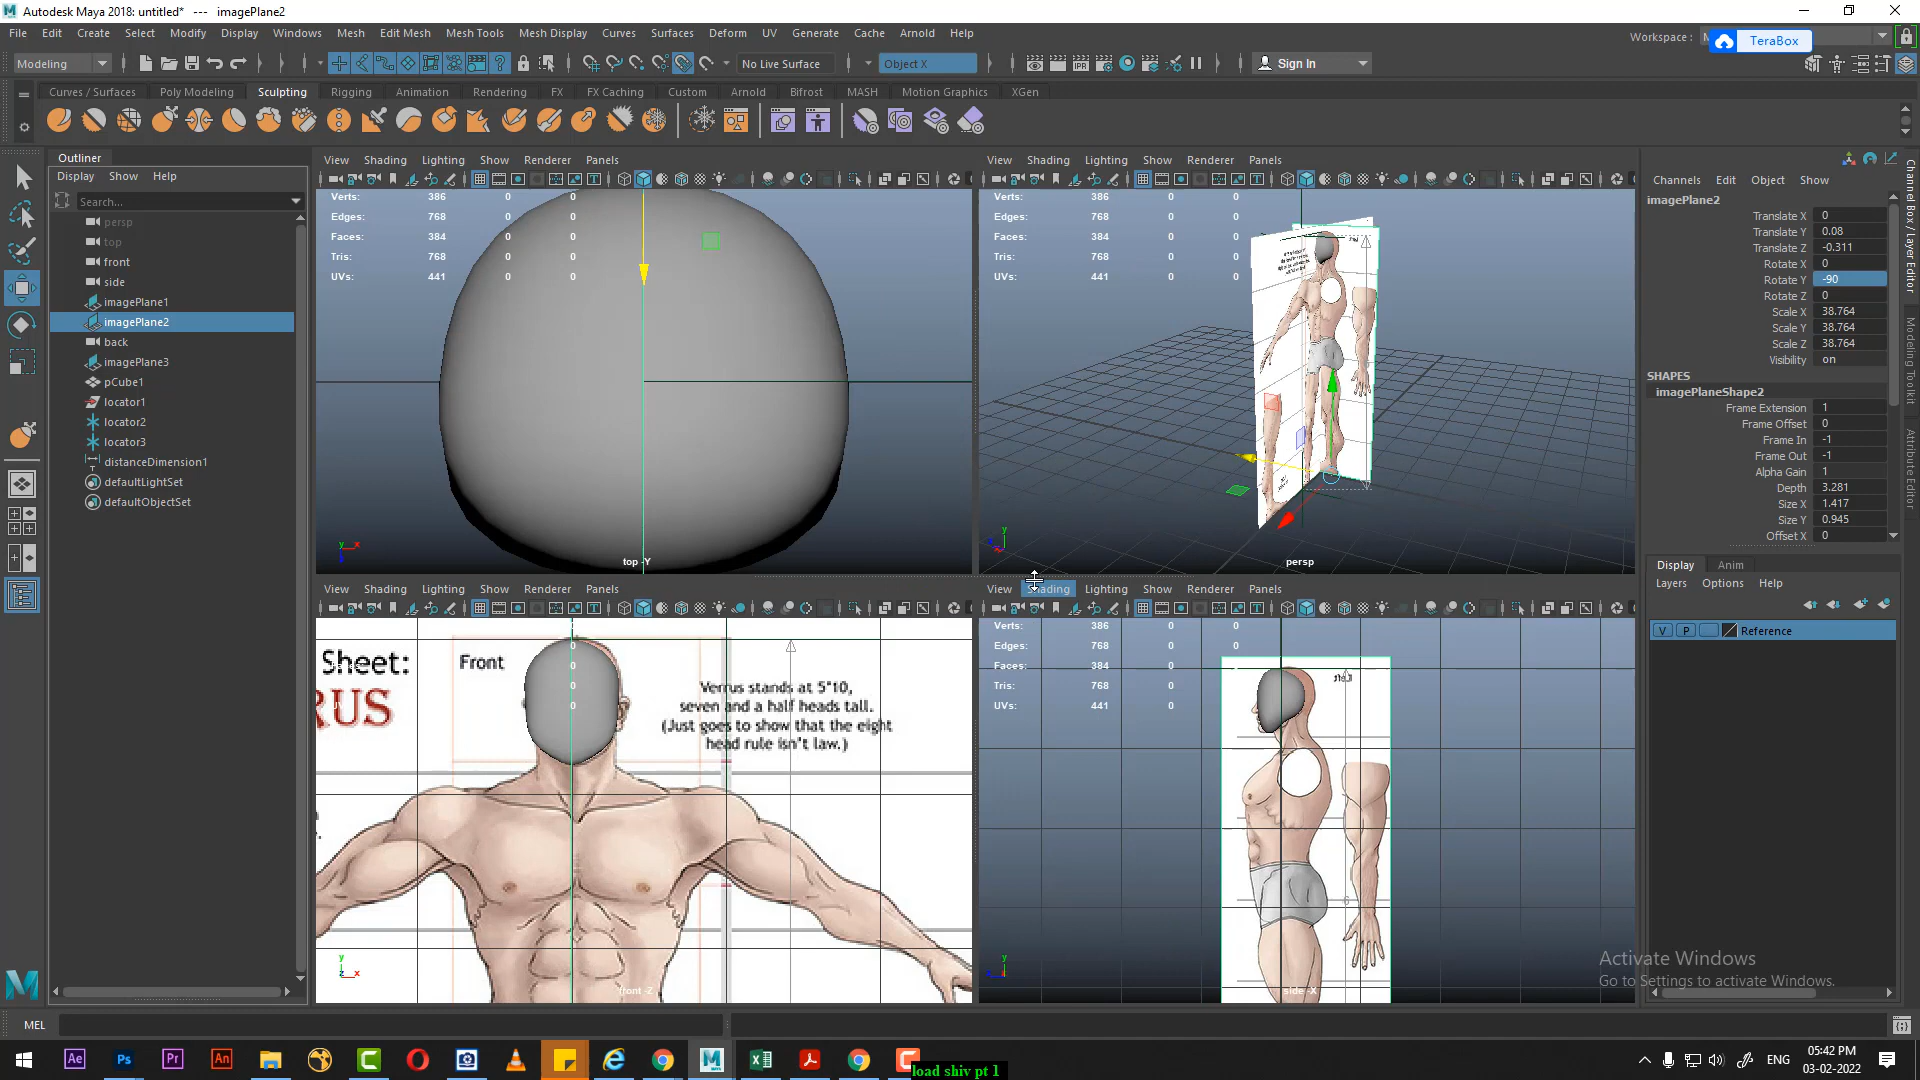 Autodesk Maya 2018: untitled* --- imagePlane2
File Edit Create Select Modify Display Windows Mesh Edit Mesh Mesh Tools Mesh Display Curves Surfaces Deform UV Generate Cache Arnold Help
Workspace :
TeraBox
Modeling
No Live Surface
Object X
IPR
Sign In
Curves / Surfaces Poly Modeling Sculpting Rigging Animation Rendering FX FX Caching Custom Arnold Bifrost MASH Motion Graphics XGen
Outliner
Display Show Help
Search...
persp
top
front
side
imagePlane1
imagePlane2
back
imagePlane3
pCube1
locator1
locator2
locator3
distanceDimension1
defaultLightSet
defaultObjectSet
View Shading Lighting Show Renderer Panels
Verts: 386 0 0
Edges: 768 0 0
Faces: 384 0 0
Tris: 768 0 0
UVs: 441 0 0
top -Y
View Shading Lighting Show Renderer Panels
Verts: 386 0 0
Edges: 768 0 0
Faces: 384 0 0
Tris: 768 0 0
UVs: 441 0 0
persp
View Shading Lighting Show Renderer Panels
Sheet:
RUS
Front
0
0
0
0
Verrus stands at 5"10,
seven and a half heads tall.
(Just goes to show that the eight
head rule isn't law.)
front -Z
View Shading Lighting Show Renderer Panels
Verts: 386 0 0
Edges: 768 0 0
Faces: 384 0
Tris: 768 0
UVs: 441 0
side -X
Channels Edit Object Show
imagePlane2
Translate X 0
Translate Y 0.08
Translate Z -0.311
Rotate X 0
Rotate Y -90
Rotate Z 0
Scale X 38.764
Scale Y 38.764
Scale Z 38.764
Visibility on
SHAPES
imagePlaneShape2
Frame Extension 1
Frame Offset 0
Frame In -1
Frame Out -1
Alpha Gain 1
Depth 3.281
Size X 1.417
Size Y 0.945
Offset X 0
Display Anim
Layers Options Help
V P Reference
Channel Box / Layer Editor
Modeling Toolkit
Attribute Editor
Activate Windows
Go to Settings to activate Windows.
MEL
load shiv pt 1
ENG
05:42 PM
03-02-2022